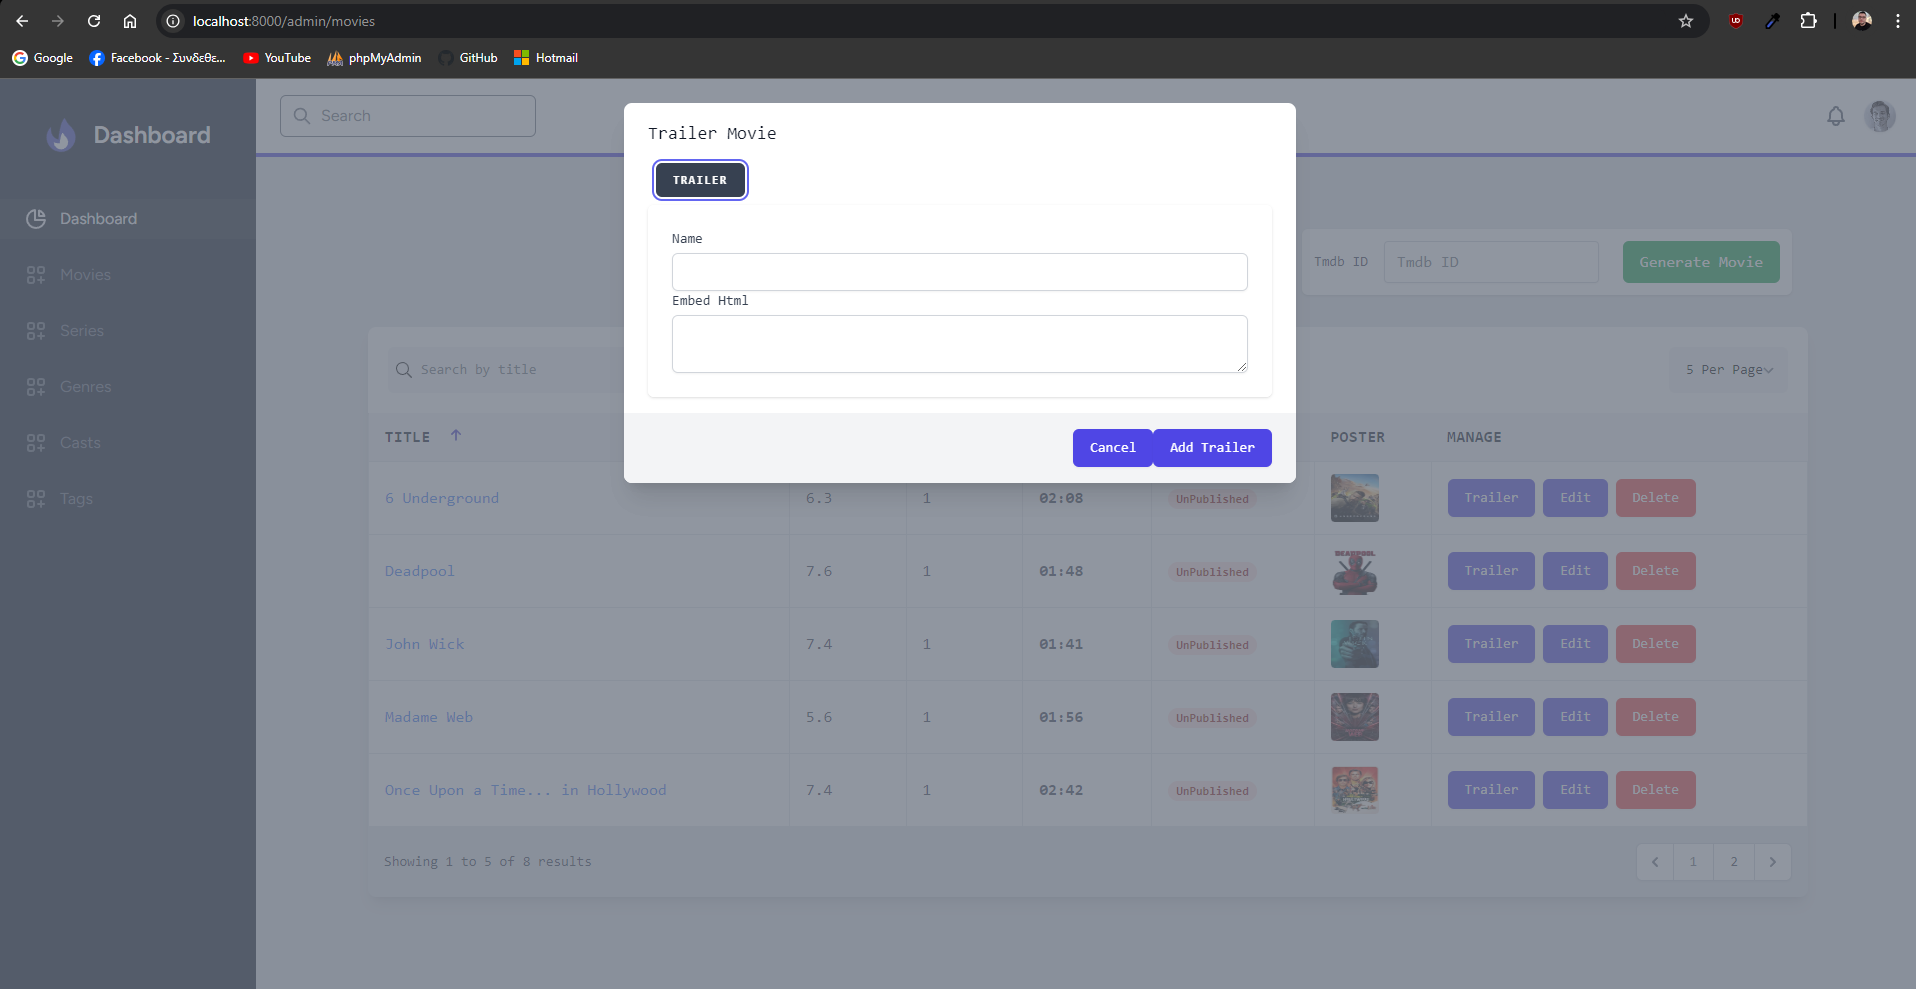 localhost:8000/admin/movies
Google Facebook - Συνδεθε... YouTube phpMyAdmin GitHub Hotmail
Dashboard
Search
Dashboard
Movies
Series
Genres
Casts
Tags
Trailer Movie
TRAILER
Name
Embed Html
Cancel Add Trailer
Tmdb ID Tmdb ID Generate Movie
Search by title 5 Per Page
TITLE POSTER MANAGE
6 Underground 6.3 1 02:08 UnPublished Trailer Edit Delete
Deadpool 7.6 1 01:48 UnPublished DEADPOOL Trailer Edit Delete
John Wick 7.4 1 01:41 UnPublished Trailer Edit Delete
Madame Web 5.6 1 01:56 UnPublished Trailer Edit Delete
Once Upon a Time... in Hollywood 7.4 1 02:42 UnPublished Trailer Edit Delete
Showing 1 to 5 of 8 results 1 2